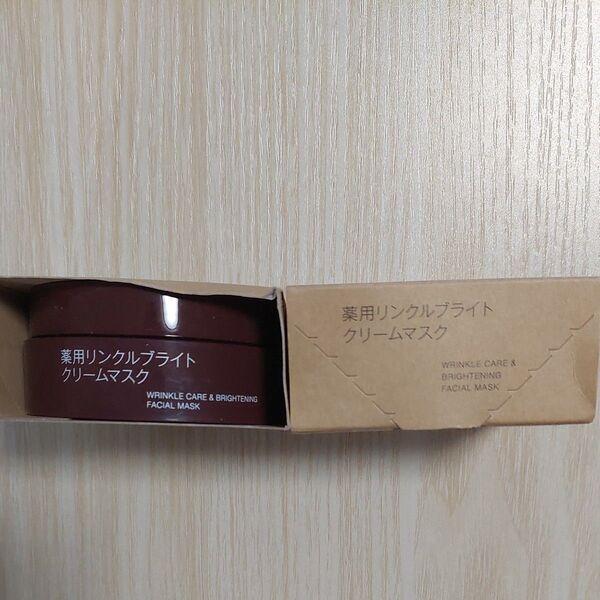 薬用リンクルブライト
クリームマスク
WRINKLE CARE & BRIGHTENING
FACIAL MASK
薬用リンクルブライト
クリームマスク
WRINKLE CARE &
BRIGHTENING
FACIAL MASK